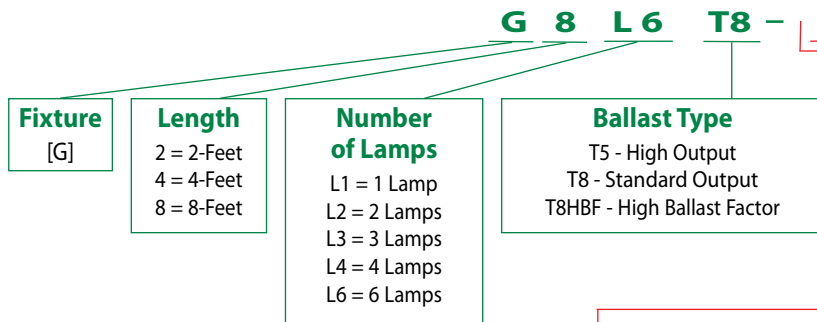 G 8 L 6 T8 -
Fixture
[G]
Length
2 = 2-Feet
4 = 4-Feet
8 = 8-Feet
Number
of Lamps
L1 = 1 Lamp
L2 = 2 Lamps
L3 = 3 Lamps
L4 = 4 Lamps
L6 = 6 Lamps
Ballast Type
T5 - High Output
T8 - Standard Output
T8HBF - High Ballast Factor